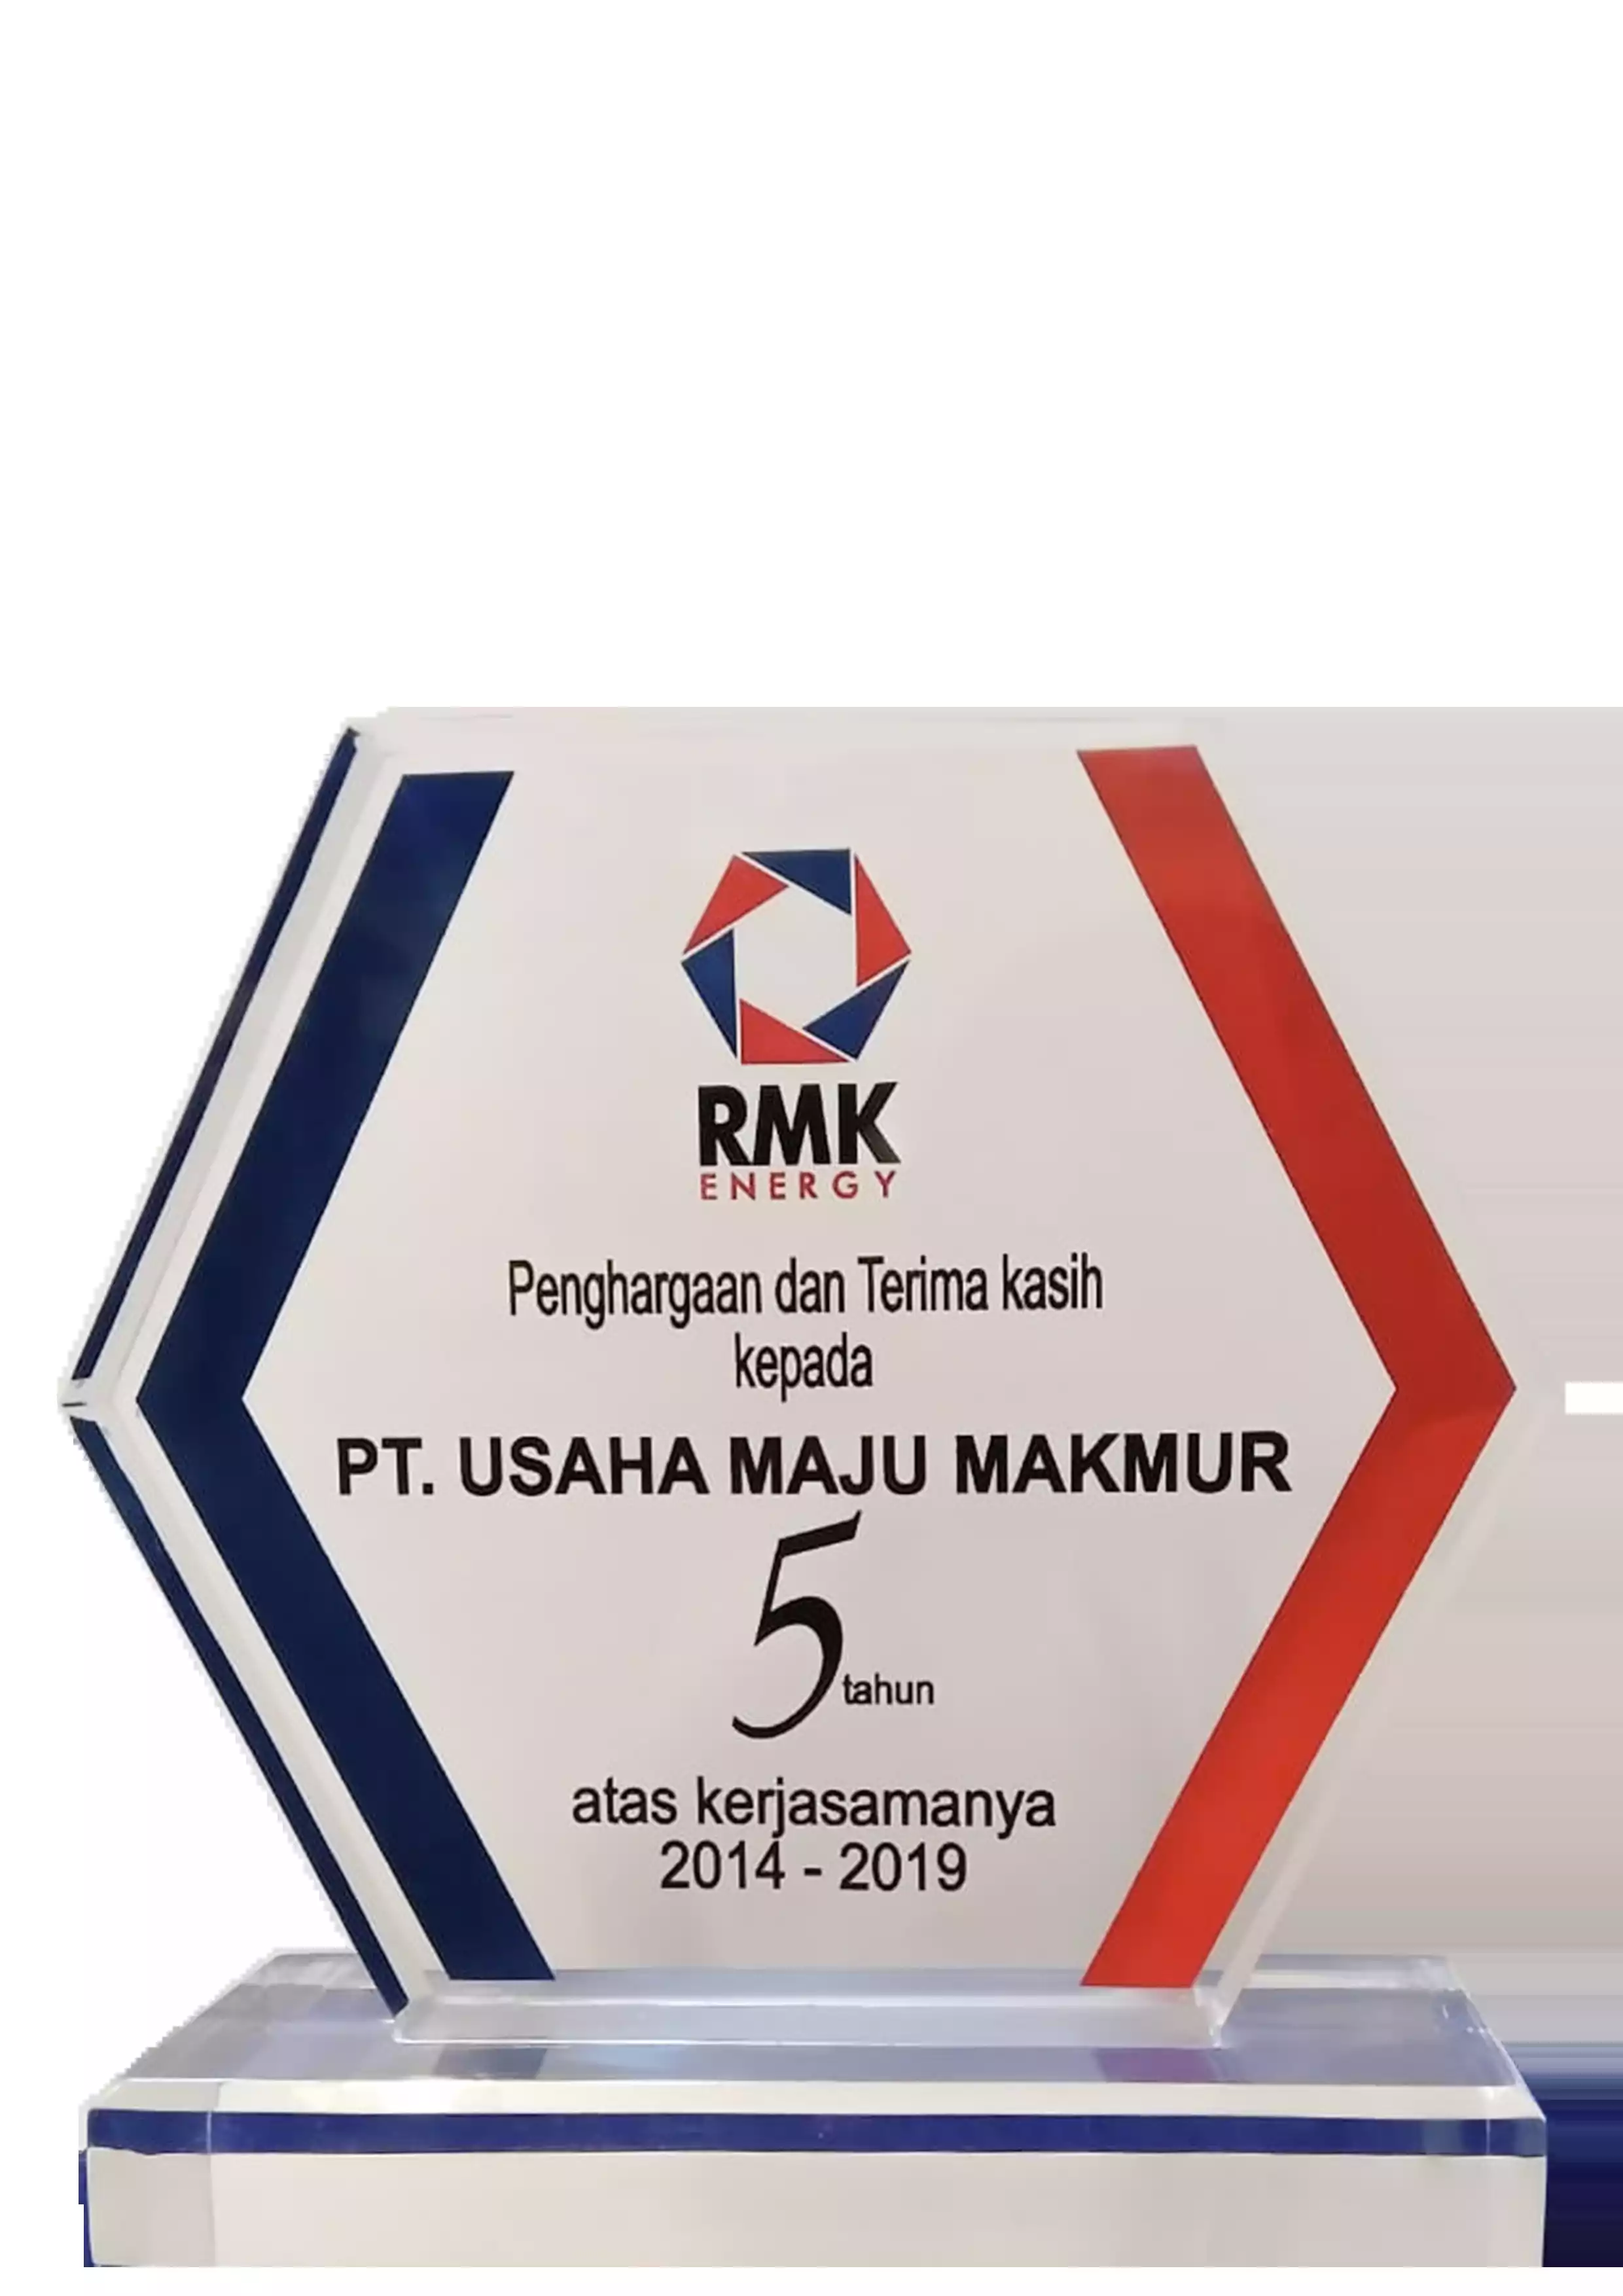 RMK
ENERGY
Penghargaan dan Terima kasih
kepada
PT. USAHA MAJU MAKMUR
5 tahun
atas kerjasamanya
2014 - 2019